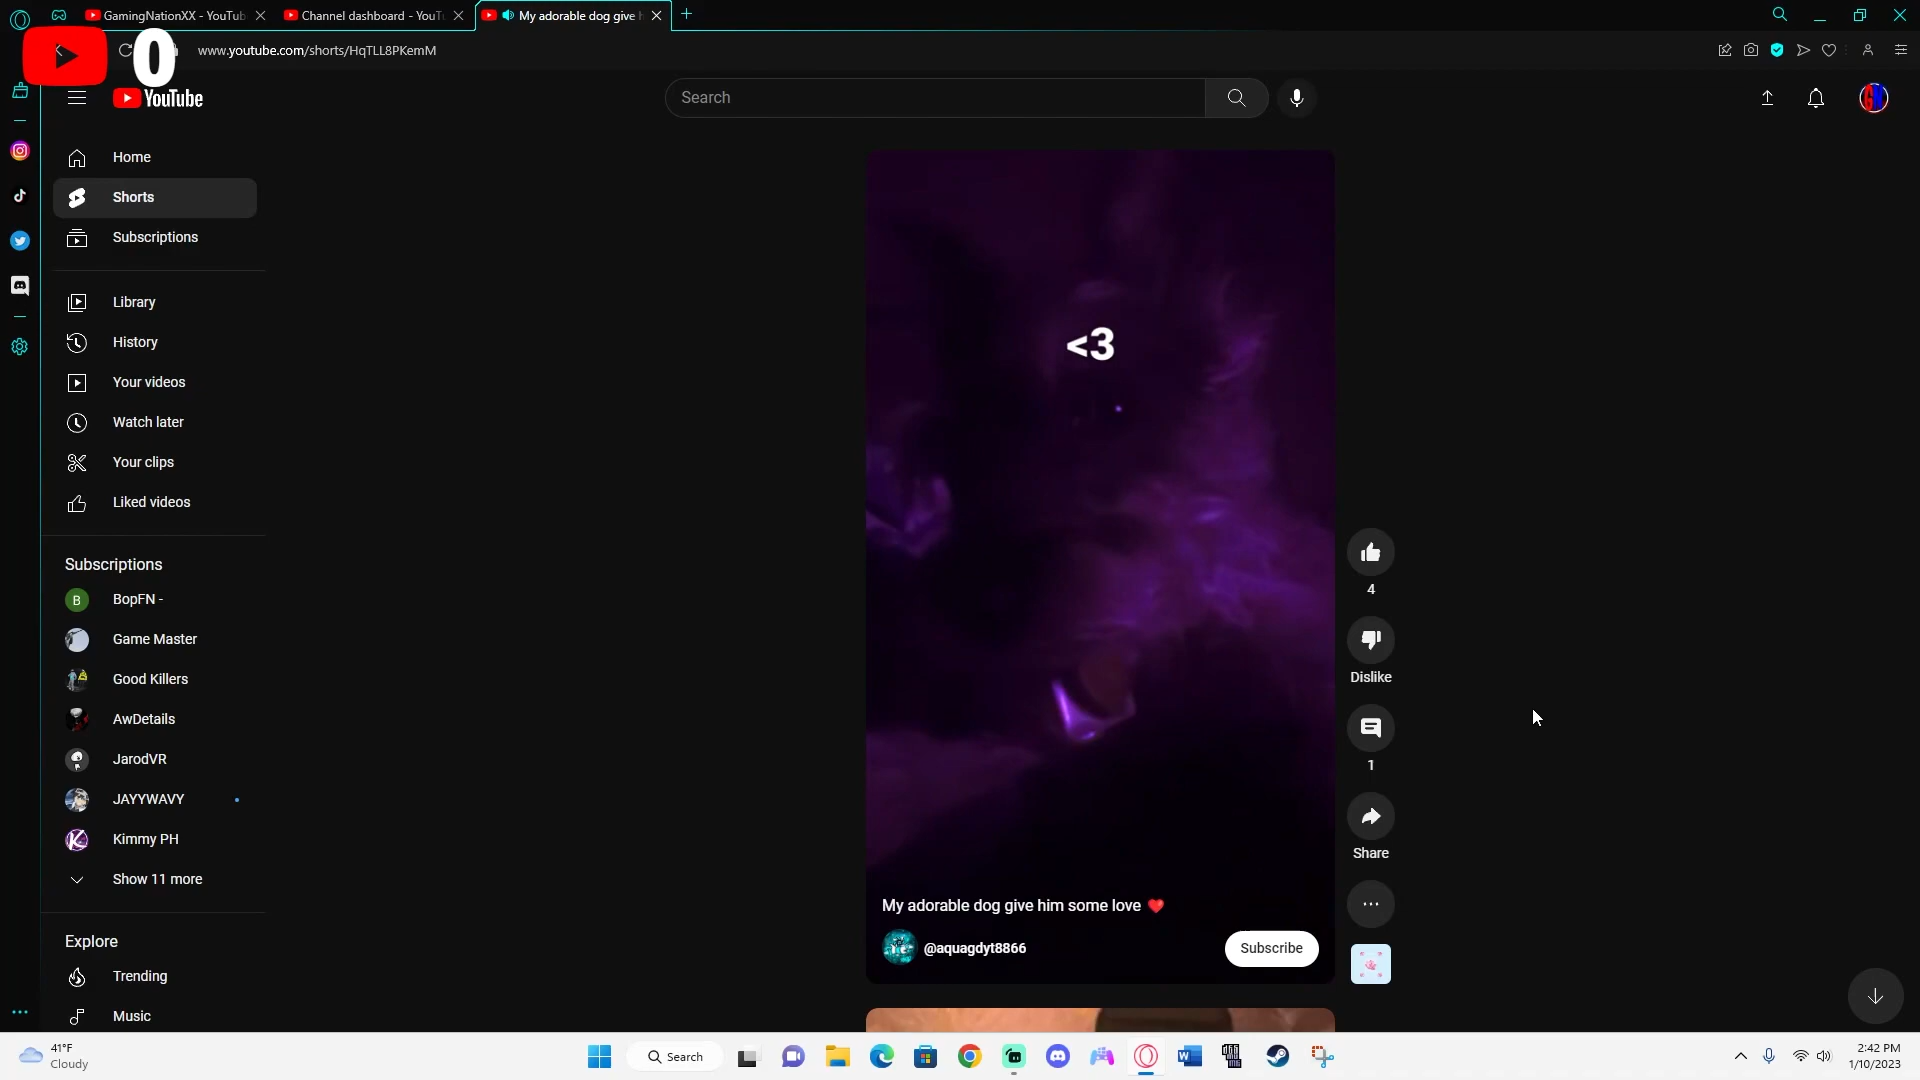 GamingNationXX - YouTub
Channel dashboard - YouT
My adorable dog give h
0
www.youtube.com/shorts/HqTLL8PKemM
YouTube
Search
Home
Shorts
Subscriptions
Library
History
Your videos
Watch later
Your clips
Liked videos
Subscriptions
B
BopFN -
Game Master
Good Killers
AwDetails
JarodVR
JAYYWAVY
Kimmy PH
Show 11 more
Explore
Trending
Music
<3
4
Dislike
1
Share
My adorable dog give him some love ❤️
@aquagdyt8866
Subscribe
41°F
Cloudy
Search
2:42 PM
1/10/2023